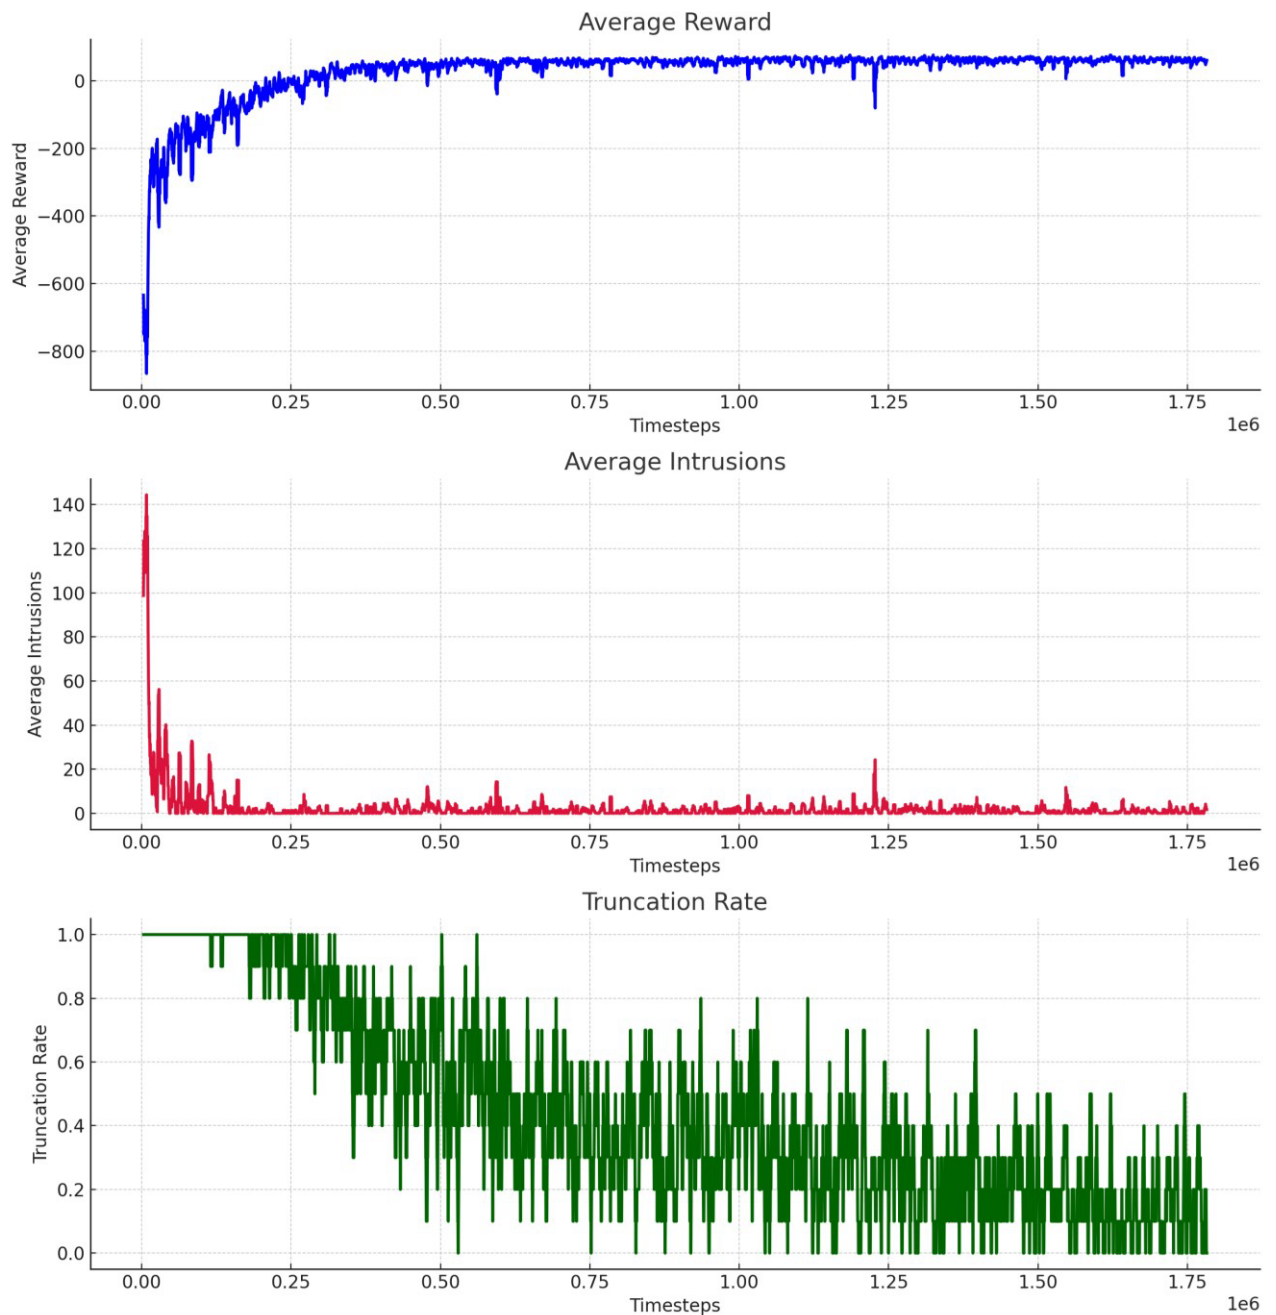 Average Reward
0
−200
−400
−600
−800
Average Reward
0.00 0.25 0.50 0.75 1.00 1.25 1.50 1.75
1e6
Timesteps
Average Intrusions
140
120
100
80
60
40
20
0
Average Intrusions
0.00 0.25 0.50 0.75 1.00 1.25 1.50 1.75
1e6
Timesteps
Truncation Rate
1.0
0.8
0.6
0.4
0.2
0.0
Truncation Rate
0.00 0.25 0.50 0.75 1.00 1.25 1.50 1.75
1e6
Timesteps